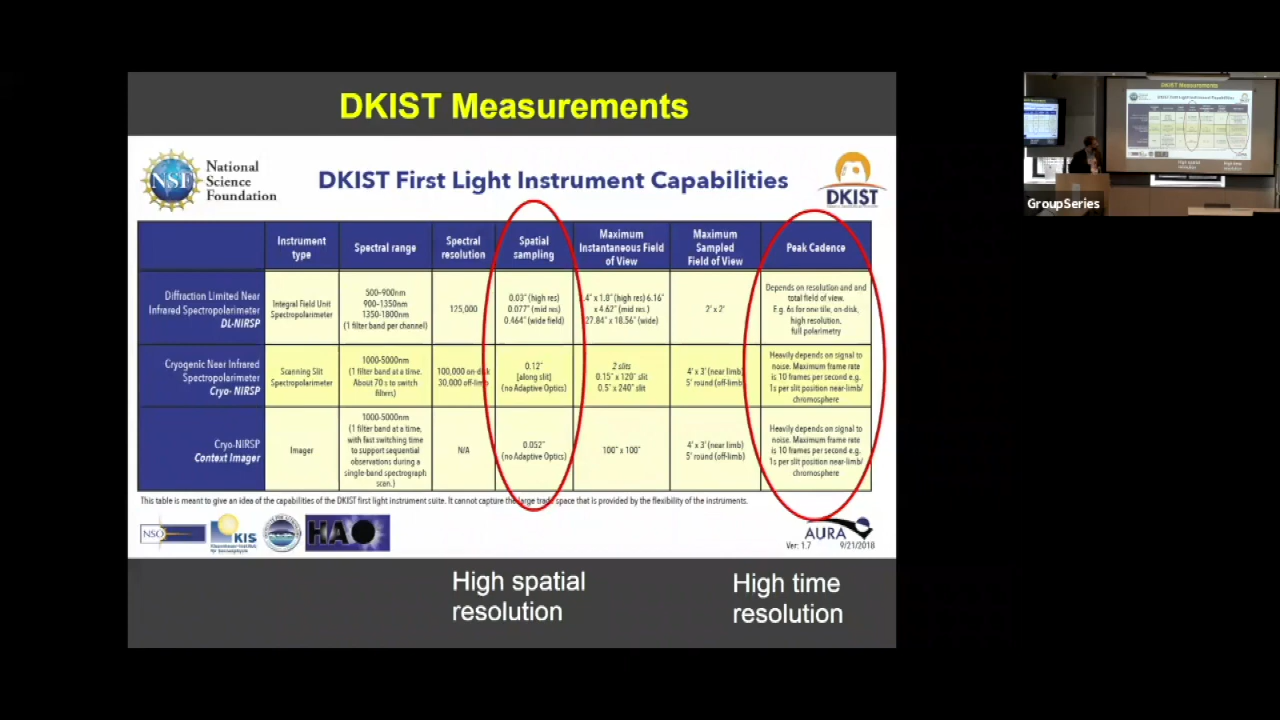 DKIST Measurements
NSF
National
Science
Foundation
DKIST First Light Instrument Capabilities
DKIST
Instrument
type
Spectral range
Spectral
resolution
Spatial
sampling
Maximum
Instantaneous Field
of View
Maximum
Sampled
Field of View
Peak Cadence
Diffraction Limited Near
Infrared Spectropolarimeter
DL-NIRSP
Integral Field Unit
Spectropolarimeter
500-900nm
900-1350nm
1350-1800nm
(1 filter band per channel)
125,000
0.03" (high res)
0.077" (mid res)
0.464" (wide field)
.4" x 1.8" (high res) 6.16"
x 4.62" (mid res.)
27.84" x 18.56" (wide)
2' x 2'
Depends on resolution and and
total field of view.
E.g. 6s for one tile, on-disk,
high resolution,
full polarimetry
Cryogenic Near Infrared
Spectropolarimeter
Cryo- NIRSP
Scanning Slit
Spectropolarimeter
1000-5000nm
(1 filter band at a time.
About 70 s to switch
filters)
100,000 on-disk
30,000 off-limb
0.12"
[along slit]
(no Adaptive Optics)
2 slits
0.15" x 120" slit
0.5" x 240" slit
4' x 3' (near limb)
5' round (off-limb)
Heavily depends on signal to
noise. Maximum frame rate
is 10 frames per second e.g.
1s per slit position near-limb/
chromosphere
Cryo-NIRSP
Context Imager
Imager
1000-5000nm
(1 filter band at a time,
with fast switching time
to support sequential
observations during a
single-band spectrograph
scan.)
N/A
0.052"
(no Adaptive Optics)
100" x 100"
4' x 3' (near limb)
5' round (off-limb)
Heavily depends on signal to
noise. Maximum frame rate
is 10 frames per second e.g.
1s per slit position near-limb/
chromosphere
This table is meant to give an idea of the capabilities of the DKIST first light instrument suite. It cannot capture the large trade space that is provided by the flexibility of the instruments.
NSO
KIS
HAO
AURA
Ver: 1.7 9/21/2018
High spatial
resolution
High time
resolution
DKIST Measurements
DKIST First Light Instrument Capabilities
High spatial
resolution
High time
resolution
GroupSeries